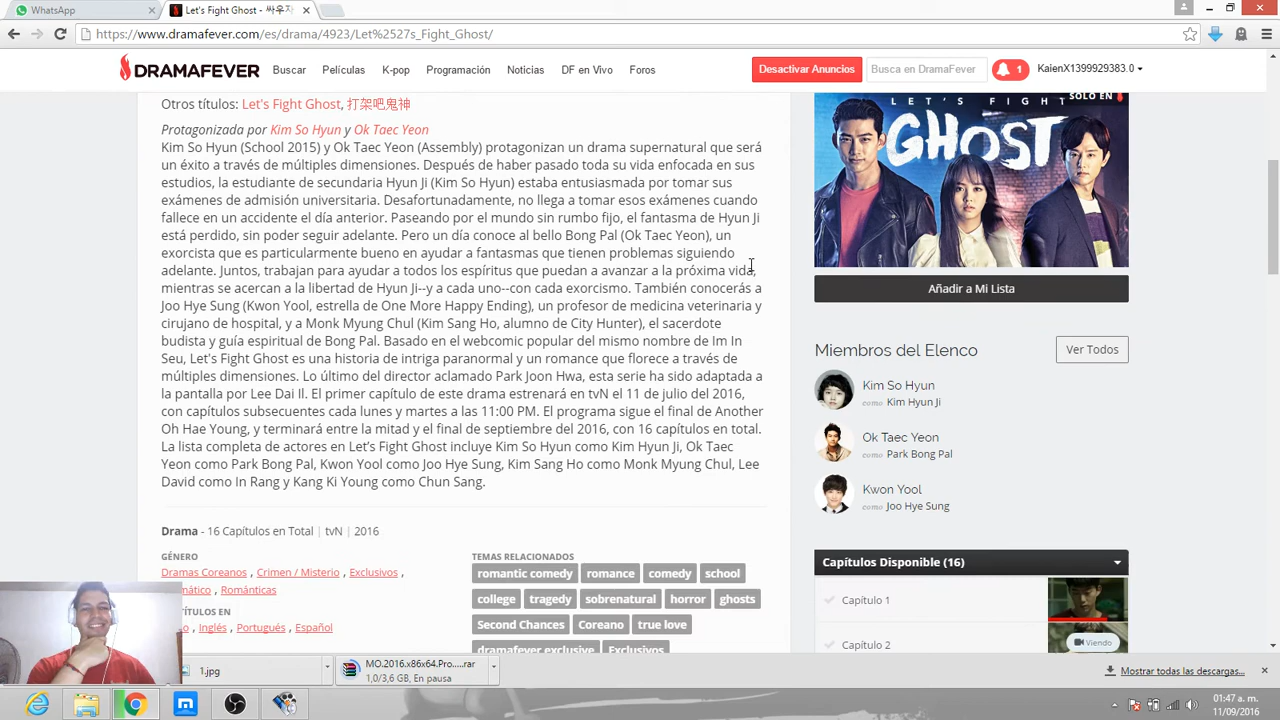 WhatsApp
Let's Fight Ghost - 싸우자
https://www.dramafever.com/es/drama/4923/Let%2527s_Fight_Ghost/
DRAMAFEVER
Buscar
Películas
K-pop
Programación
Noticias
DF en Vivo
Foros
Desactivar Anuncios
Busca en DramaFever
1
KaienX1399929383.0
Otros títulos: Let's Fight Ghost, 打架吧鬼神
Protagonizada por Kim So Hyun y Ok Taec Yeon
Kim So Hyun (School 2015) y Ok Taec Yeon (Assembly) protagonizan un drama supernatural que será
un éxito a través de múltiples dimensiones. Después de haber pasado toda su vida enfocada en sus
estudios, la estudiante de secundaria Hyun Ji (Kim So Hyun) estaba entusiasmada por tomar sus
exámenes de admisión universitaria. Desafortunadamente, no llega a tomar esos exámenes cuando
fallece en un accidente el día anterior. Paseando por el mundo sin rumbo fijo, el fantasma de Hyun Ji
está perdido, sin poder seguir adelante. Pero un día conoce al bello Bong Pal (Ok Taec Yeon), un
exorcista que es particularmente bueno en ayudar a fantasmas que tienen problemas siguiendo
adelante. Juntos, trabajan para ayudar a todos los espíritus que puedan a avanzar a la próxima vida,
mientras se acercan a la libertad de Hyun Ji--y a cada uno--con cada exorcismo. También conocerás a
Joo Hye Sung (Kwon Yool, estrella de One More Happy Ending), un profesor de medicina veterinaria y
cirujano de hospital, y a Monk Myung Chul (Kim Sang Ho, alumno de City Hunter), el sacerdote
budista y guía espiritual de Bong Pal. Basado en el webcomic popular del mismo nombre de Im In
Seu, Let's Fight Ghost es una historia de intriga paranormal y un romance que florece a través de
múltiples dimensiones. Lo último del director aclamado Park Joon Hwa, esta serie ha sido adaptada a
la pantalla por Lee Dai Il. El primer capítulo de este drama estrenará en tvN el 11 de julio del 2016,
con capítulos subsecuentes cada lunes y martes a las 11:00 PM. El programa sigue el final de Another
Oh Hae Young, y terminará entre la mitad y el final de septiembre del 2016, con 16 capítulos en total.
La lista completa de actores en Let's Fight Ghost incluye Kim So Hyun como Kim Hyun Ji, Ok Taec
Yeon como Park Bong Pal, Kwon Yool como Joo Hye Sung, Kim Sang Ho como Monk Myung Chul, Lee
David como In Rang y Kang Ki Young como Chun Sang.
Drama - 16 Capítulos en Total | tvN | 2016
GÉNERO
Dramas Coreanos , Crimen / Misterio , Exclusivos ,
Románticas
TÍTULOS EN
Inglés , Portugués , Español
TEMAS RELACIONADOS
romantic comedy romance comedy school
college tragedy sobrenatural horror ghosts
Second Chances Coreano true love
dramafever exclusive Exclusivos
SOLO EN
LET'S FIGHT
GHOST
Añadir a Mi Lista
Miembros del Elenco
Ver Todos
Kim So Hyun
como Kim Hyun Ji
Ok Taec Yeon
como Park Bong Pal
Kwon Yool
como Joo Hye Sung
Capítulos Disponible (16)
Capítulo 1
Capítulo 2
Viendo
1.jpg
MO.2016.x86x64.Pro.....rar
1,0/3,6 GB, En pausa
Mostrar todas las descargas...
01:47 a. m.
11/09/2016